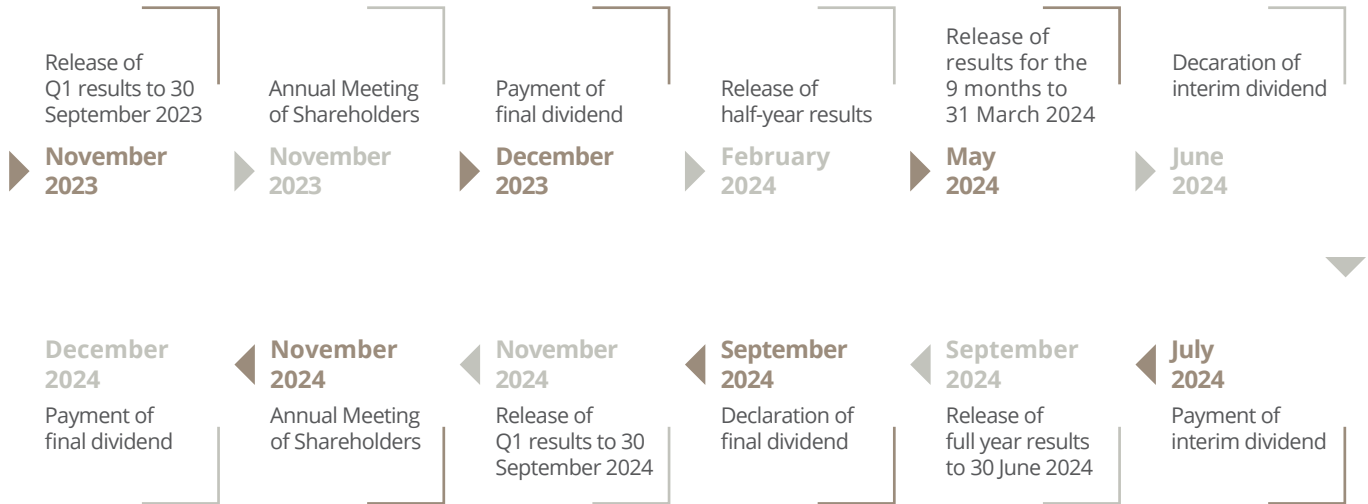 Release of
Q1 results to 30
September 2023
November
2023
Annual Meeting
of Shareholders
November
2023
Payment of
final dividend
December
2023
Release of
half-year results
February
2024
Release of
results for the
9 months to
31 March 2024
May
2024
Decaration of
interim dividend
June
2024
July
2024
Payment of
interim dividend
September
2024
Release of
full year results
to 30 June 2024
September
2024
Declaration of
final dividend
November
2024
Release of
Q1 results to 30
September 2024
November
2024
Annual Meeting
of Shareholders
December
2024
Payment of
final dividend